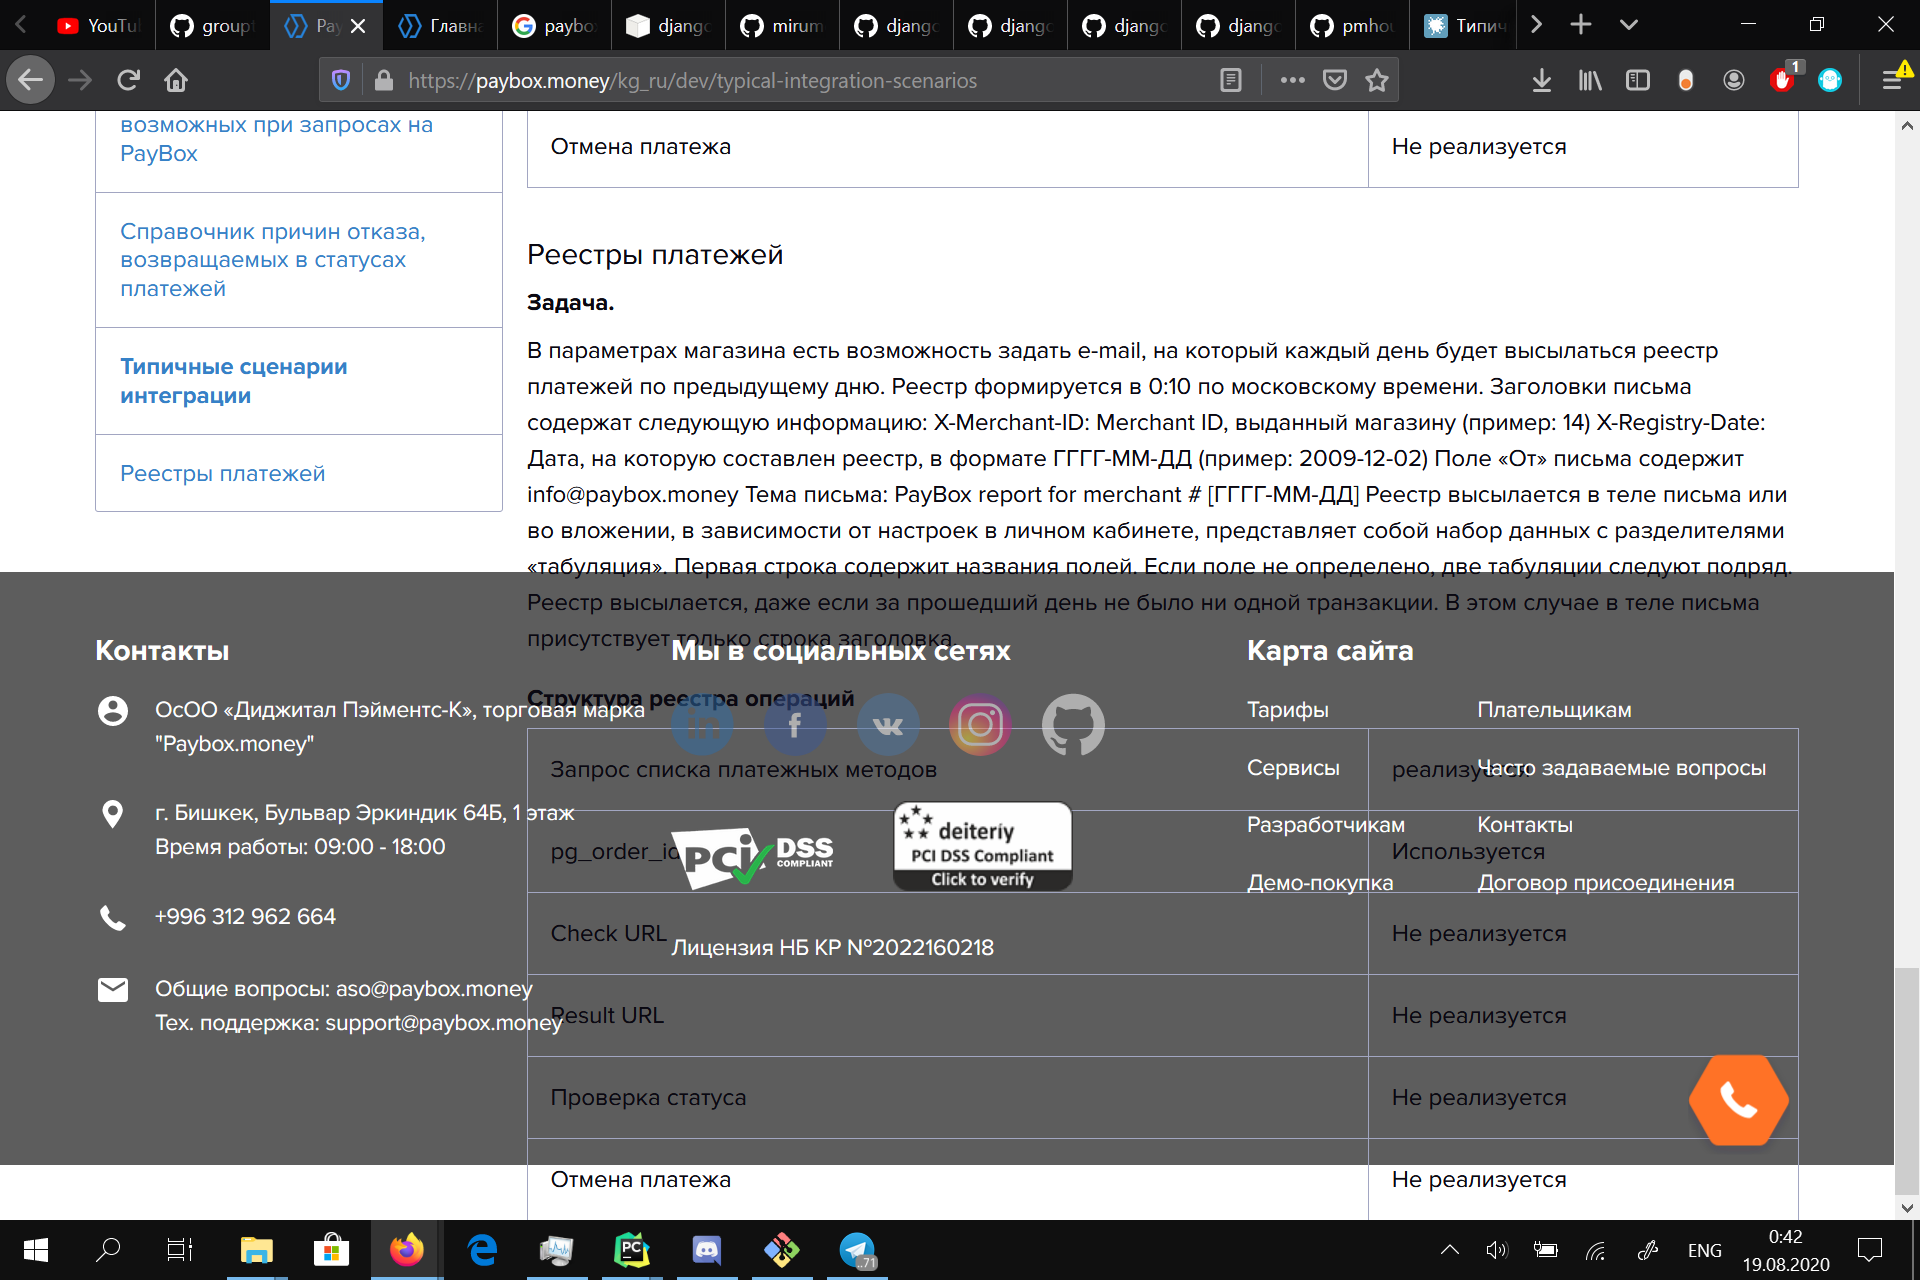 YouTu
group
Pay
Главн
paybo
django
mirum
django
django
django
django
pmhou
Типич
https://paybox.money/kg_ru/dev/typical-integration-scenarios
1
возможных при запросах на
PayBox
Справочник причин отказа,
возвращаемых в статусах
платежей
Типичные сценарии
интеграции
Реестры платежей
Отмена платежа
Не реализуется
Реестры платежей
Задача.
В параметрах магазина есть возможность задать e-mail, на который каждый день будет высылаться реестр
платежей по предыдущему дню. Реестр формируется в 0:10 по московскому времени. Заголовки письма
содержат следующую информацию: X-Merchant-ID: Merchant ID, выданный магазину (пример: 14) X-Registry-Date:
Дата, на которую составлен реестр, в формате ГГГГ-ММ-ДД (пример: 2009-12-02) Поле «От» письма содержит
info@paybox.money Тема письма: PayBox report for merchant # [ГГГГ-ММ-ДД] Реестр высылается в теле письма или
во вложении, в зависимости от настроек в личном кабинете, представляет собой набор данных с разделителями
«табуляция». Первая строка содержит названия полей. Если поле не определено, две табуляции следуют подряд.
Реестр высылается, даже если за прошедший день не было ни одной транзакции. В этом случае в теле письма
присутствует только строка заголовка.
Структура реестра операций
Запрос списка платежных методов
реализуется
pg_order_id
Используется
Check URL
Не реализуется
Result URL
Не реализуется
Проверка статуса
Не реализуется
Отмена платежа
Не реализуется
Контакты
ОсОО «Диджитал Пэйментс-К», торговая марка
"Paybox.money"
г. Бишкек, Бульвар Эркиндик 64Б, 1 этаж
Время работы: 09:00 - 18:00
+996 312 962 664
Общие вопросы: aso@paybox.money
Тех. поддержка: support@paybox.money
Мы в социальных сетях
PCI DSS
COMPLIANT
deiteriy
PCI DSS Compliant
Click to verify
Лицензия НБ КР №2022160218
Карта сайта
Тарифы
Плательщикам
Сервисы
Часто задаваемые вопросы
Разработчикам
Контакты
Демо-покупка
Договор присоединения
..71
ENG
0:42
19.08.2020